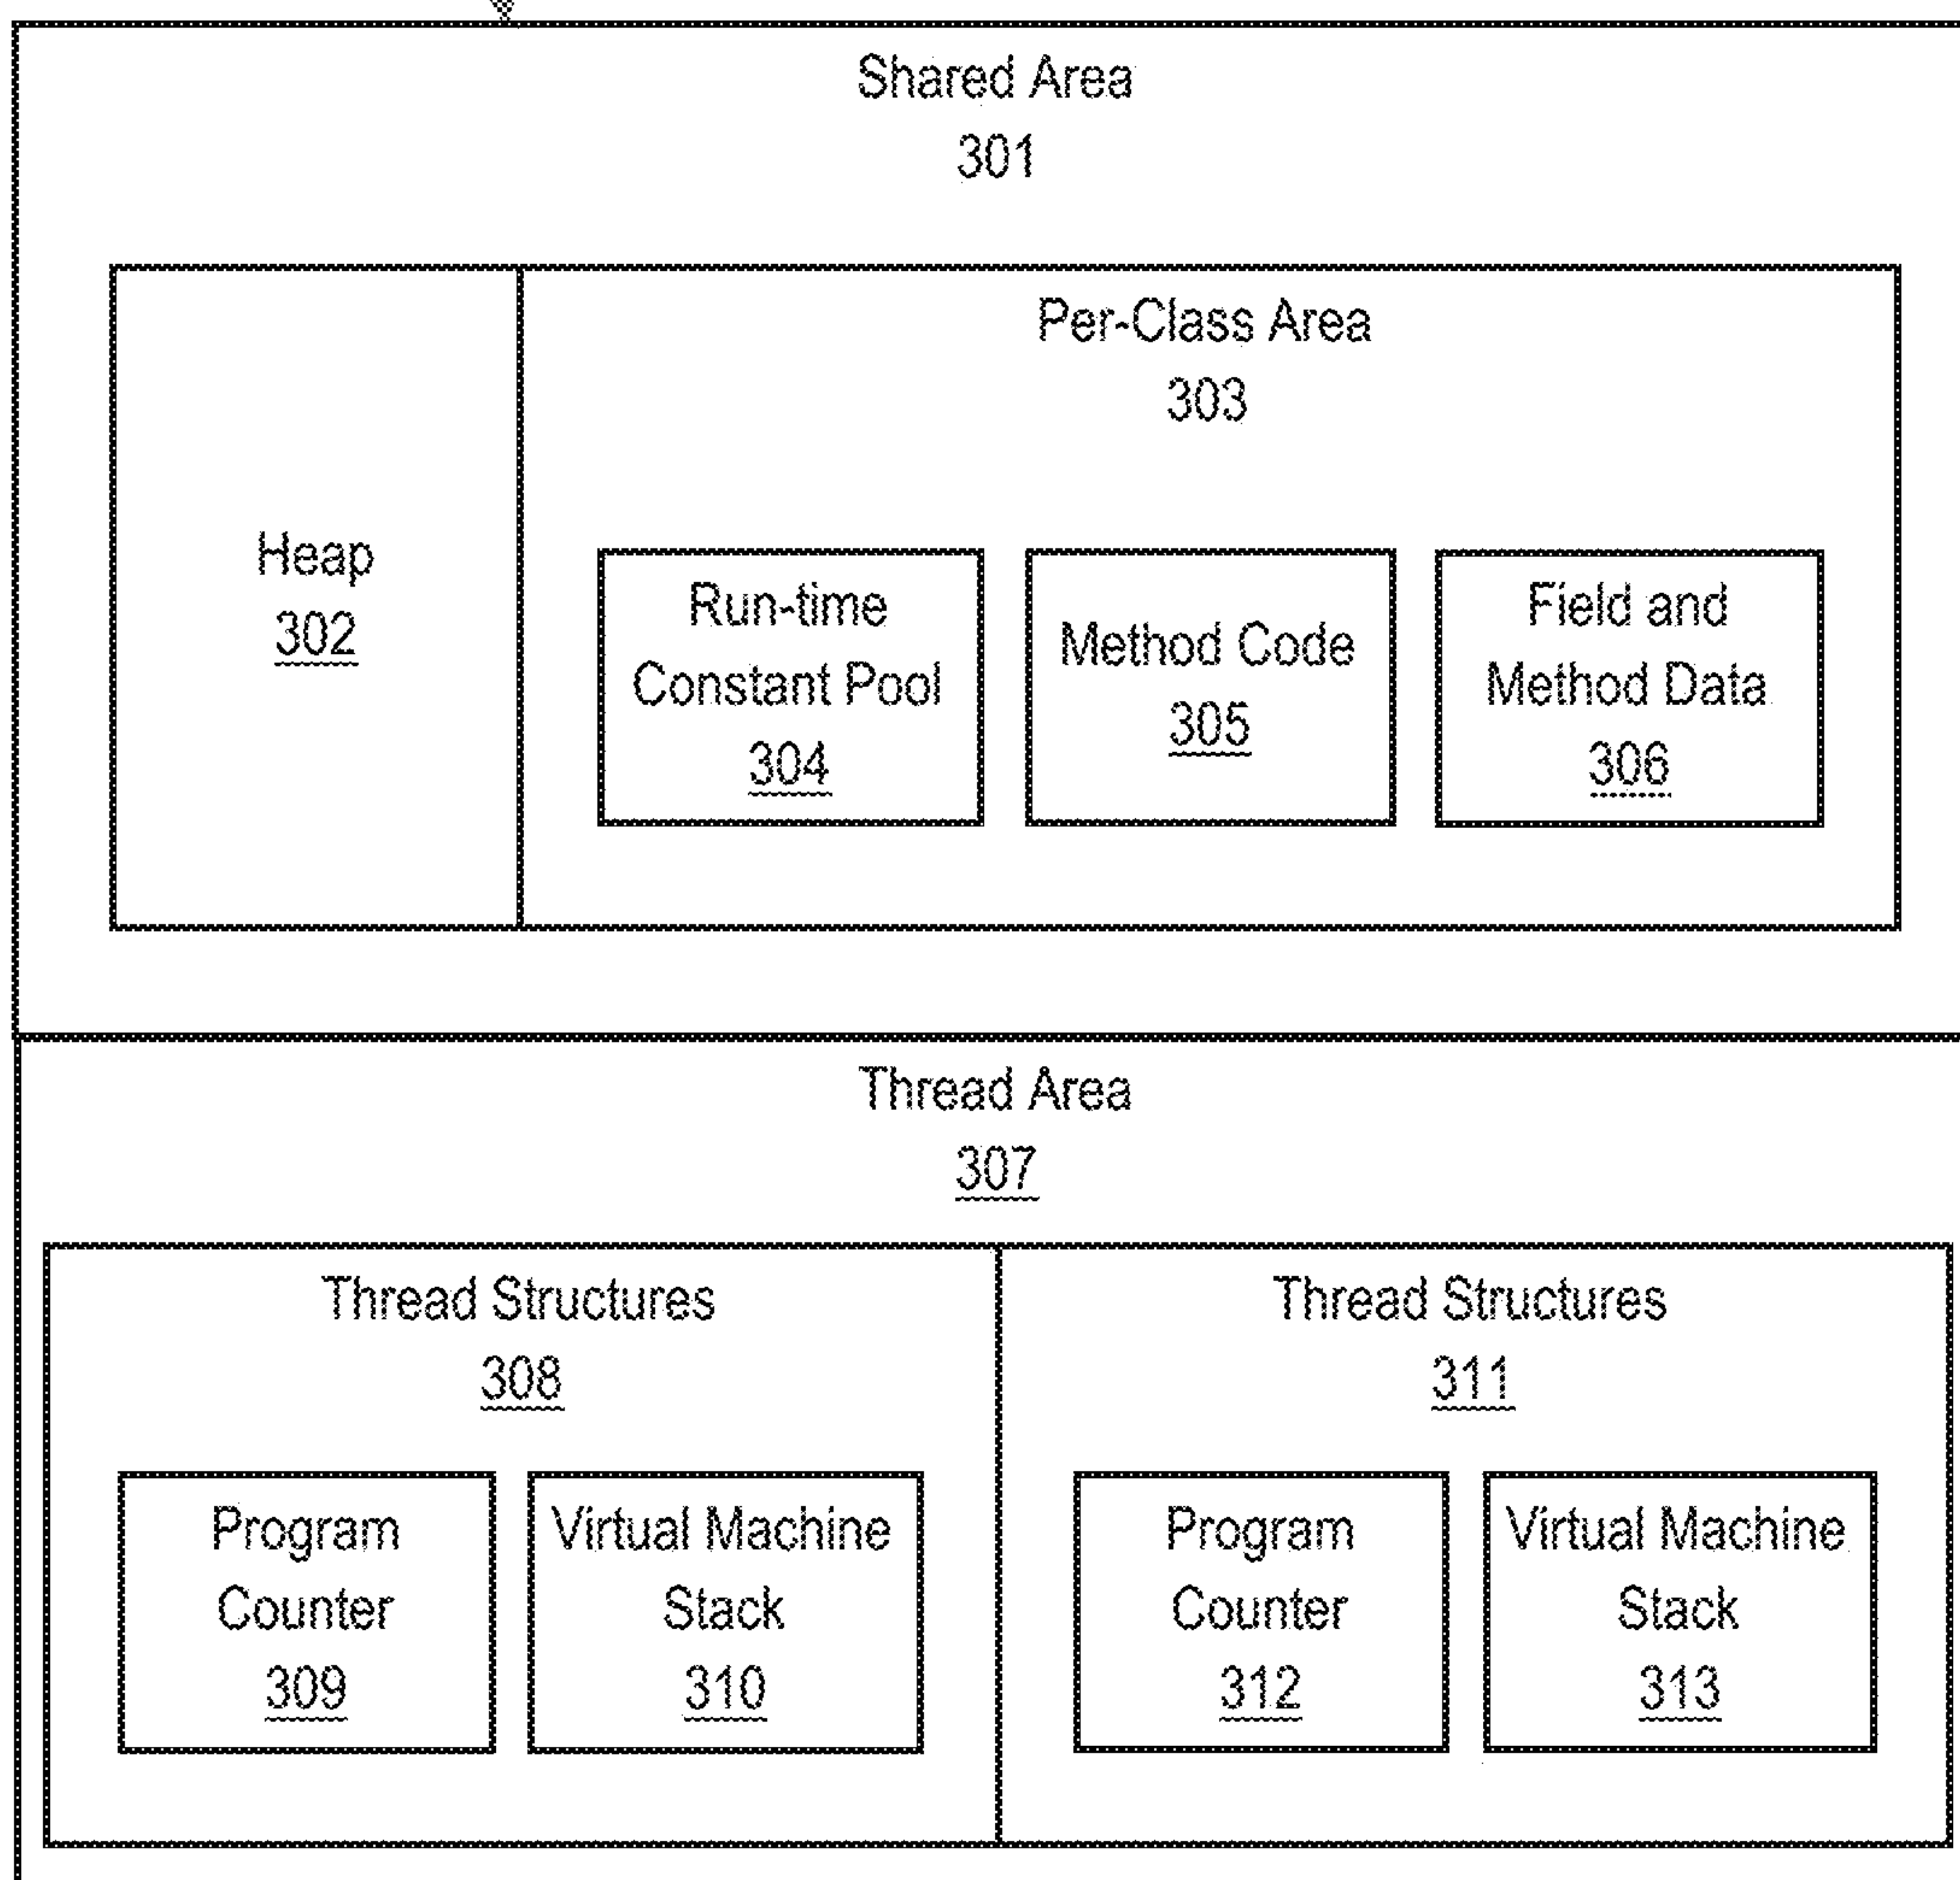 Shared Area
301
Heap
302
Per-Class Area
303
Run-time
Constant Pool
304
Method Code
305
Field and
Method Data
306
Thread Area
307
Thread Structures
308
Program
Counter
309
Virtual Machine
Stack
310
Thread Structures
311
Program
Counter
312
Virtual Machine
Stack
313